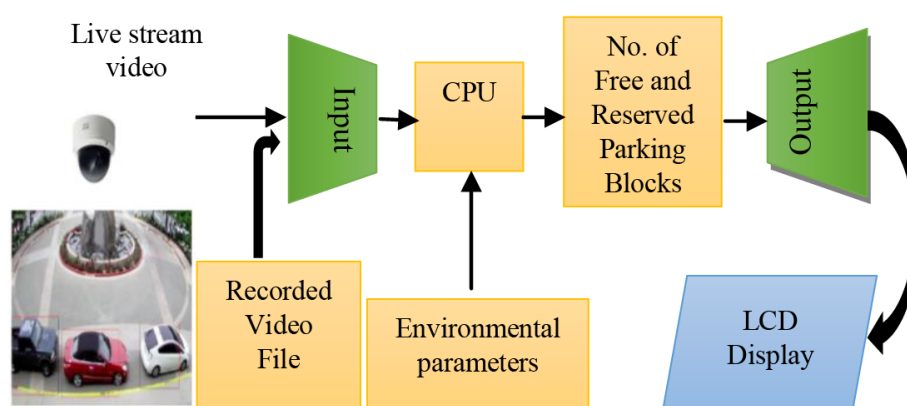 Live stream
video
Input
CPU
No. of
Free and
Reserved
Parking
Blocks
Output
Recorded
Video
File
Environmental
parameters
LCD
Display